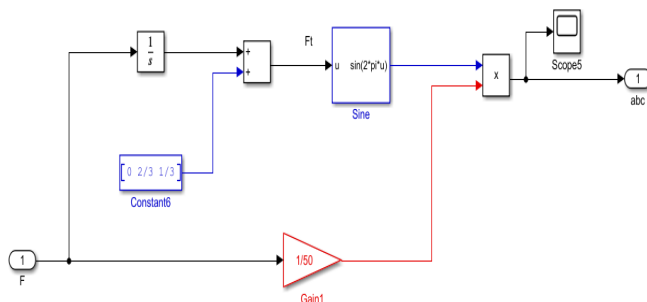 1
s
+
+
Ft
u sin(2*pi*u)
Sine
x
Scope5
1
abc
[0 2/3 1/3]
Constant6
1
F
1/50
Gain1